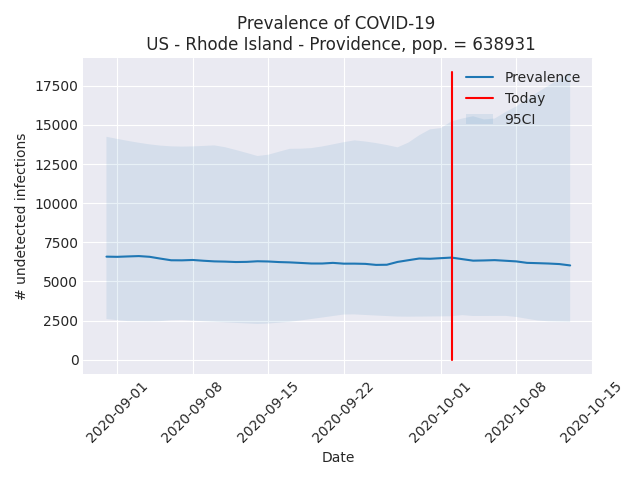 Prevalence of COVID-19
US - Rhode Island - Providence, pop. = 638931
# undetected infections
17500
15000
12500
10000
7500
5000
2500
0
Prevalence
Today
95CI
2020-09-01
2020-09-08
2020-09-15
2020-09-22
2020-10-01
2020-10-08
2020-10-15
Date